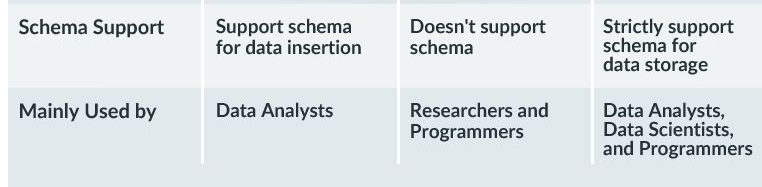 Schema Support
Support schema
for data insertion
Doesn't support
schema
Strictly support
schema for
data storage
Mainly Used by
Data Analysts
Researchers and
Programmers
Data Analysts,
Data Scientists,
and Programmers